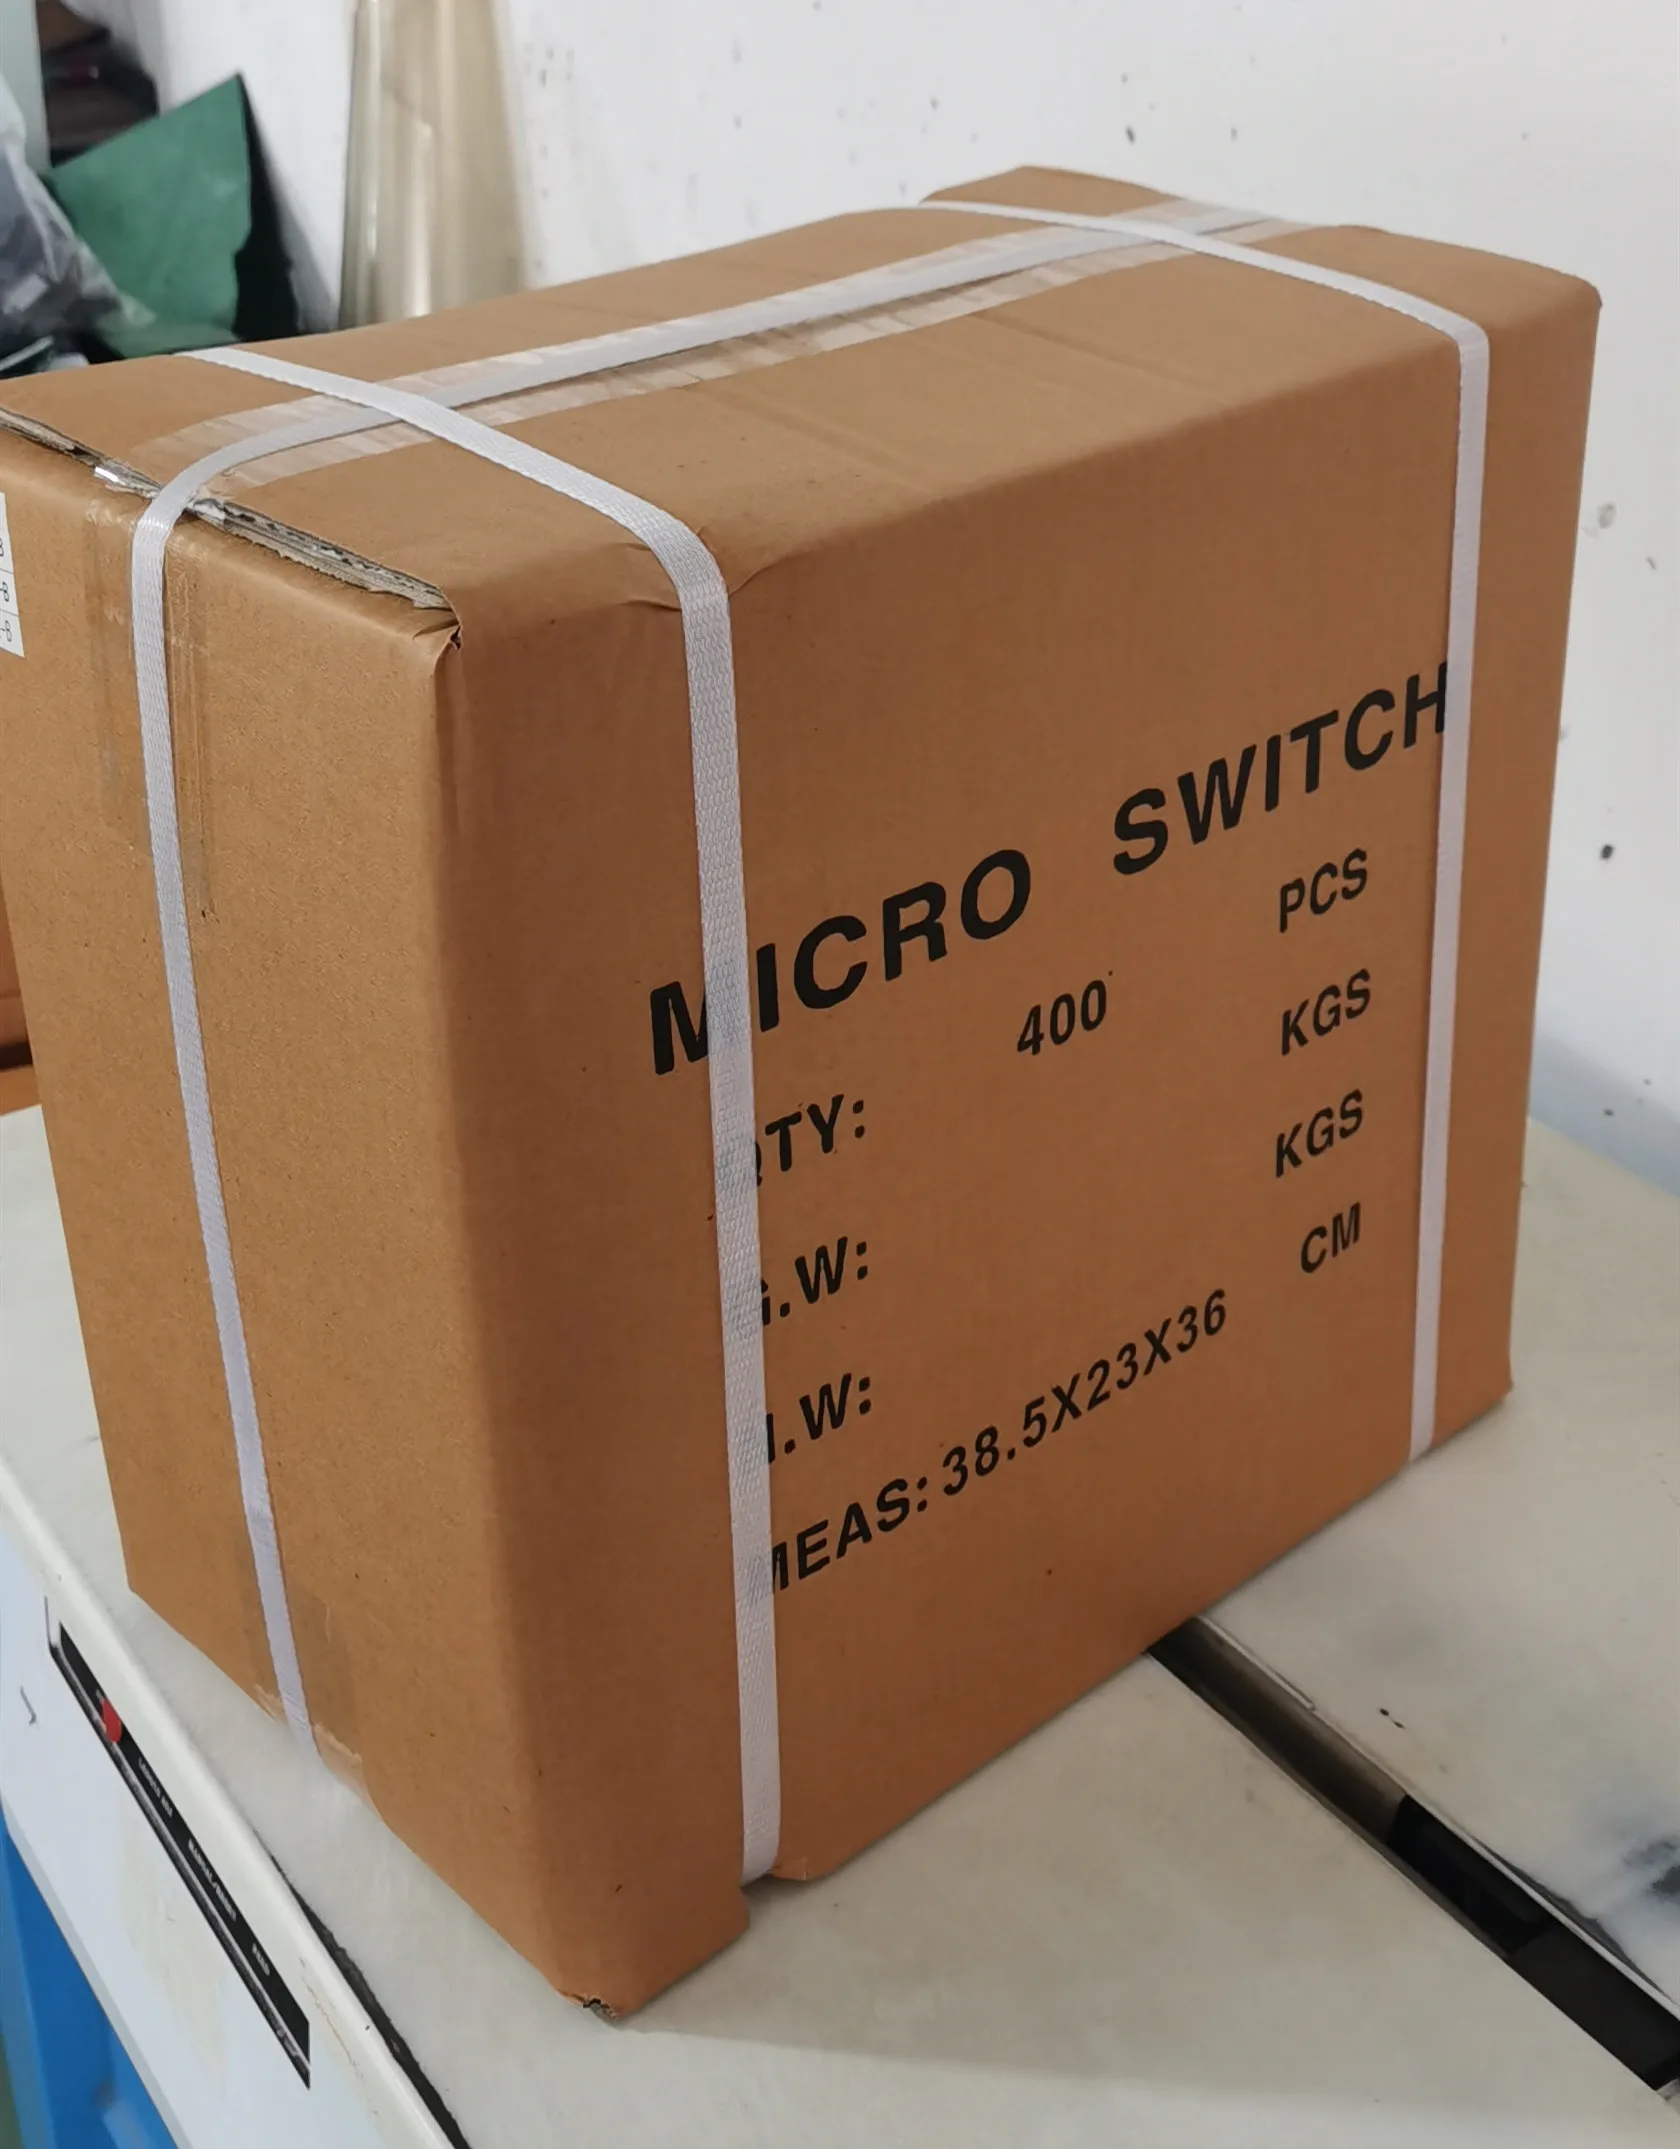 MICRO SWITCH
QTY: 400 PCS
G.W: KGS
N.W: KGS
MEAS: 38.5X23X36 CM